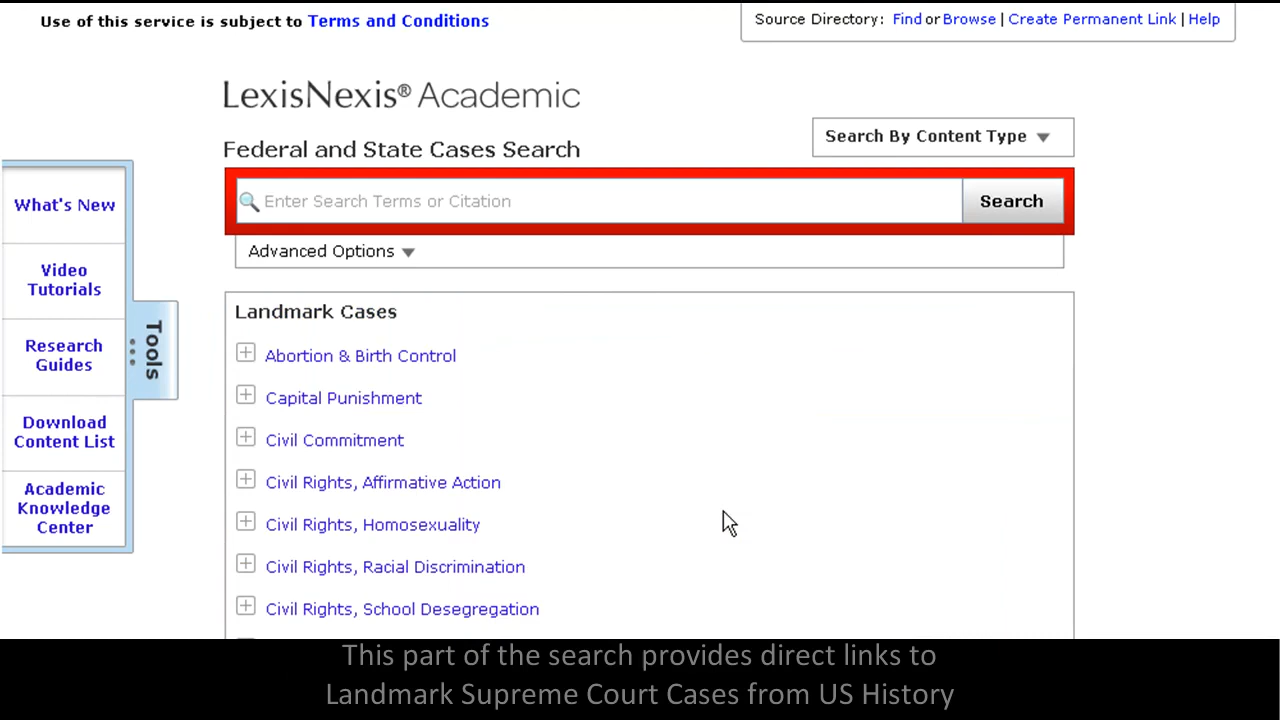 Use of this service is subject to Terms and Conditions
Source Directory: Find or Browse | Create Permanent Link | Help
LexisNexis® Academic
Search By Content Type
Federal and State Cases Search
Enter Search Terms or Citation
Search
Advanced Options
What's New
Video
Tutorials
Research
Guides
Download
Content List
Academic
Knowledge
Center
Tools
Landmark Cases
Abortion & Birth Control
Capital Punishment
Civil Commitment
Civil Rights, Affirmative Action
Civil Rights, Homosexuality
Civil Rights, Racial Discrimination
Civil Rights, School Desegregation
This part of the search provides direct links to
Landmark Supreme Court Cases from US History